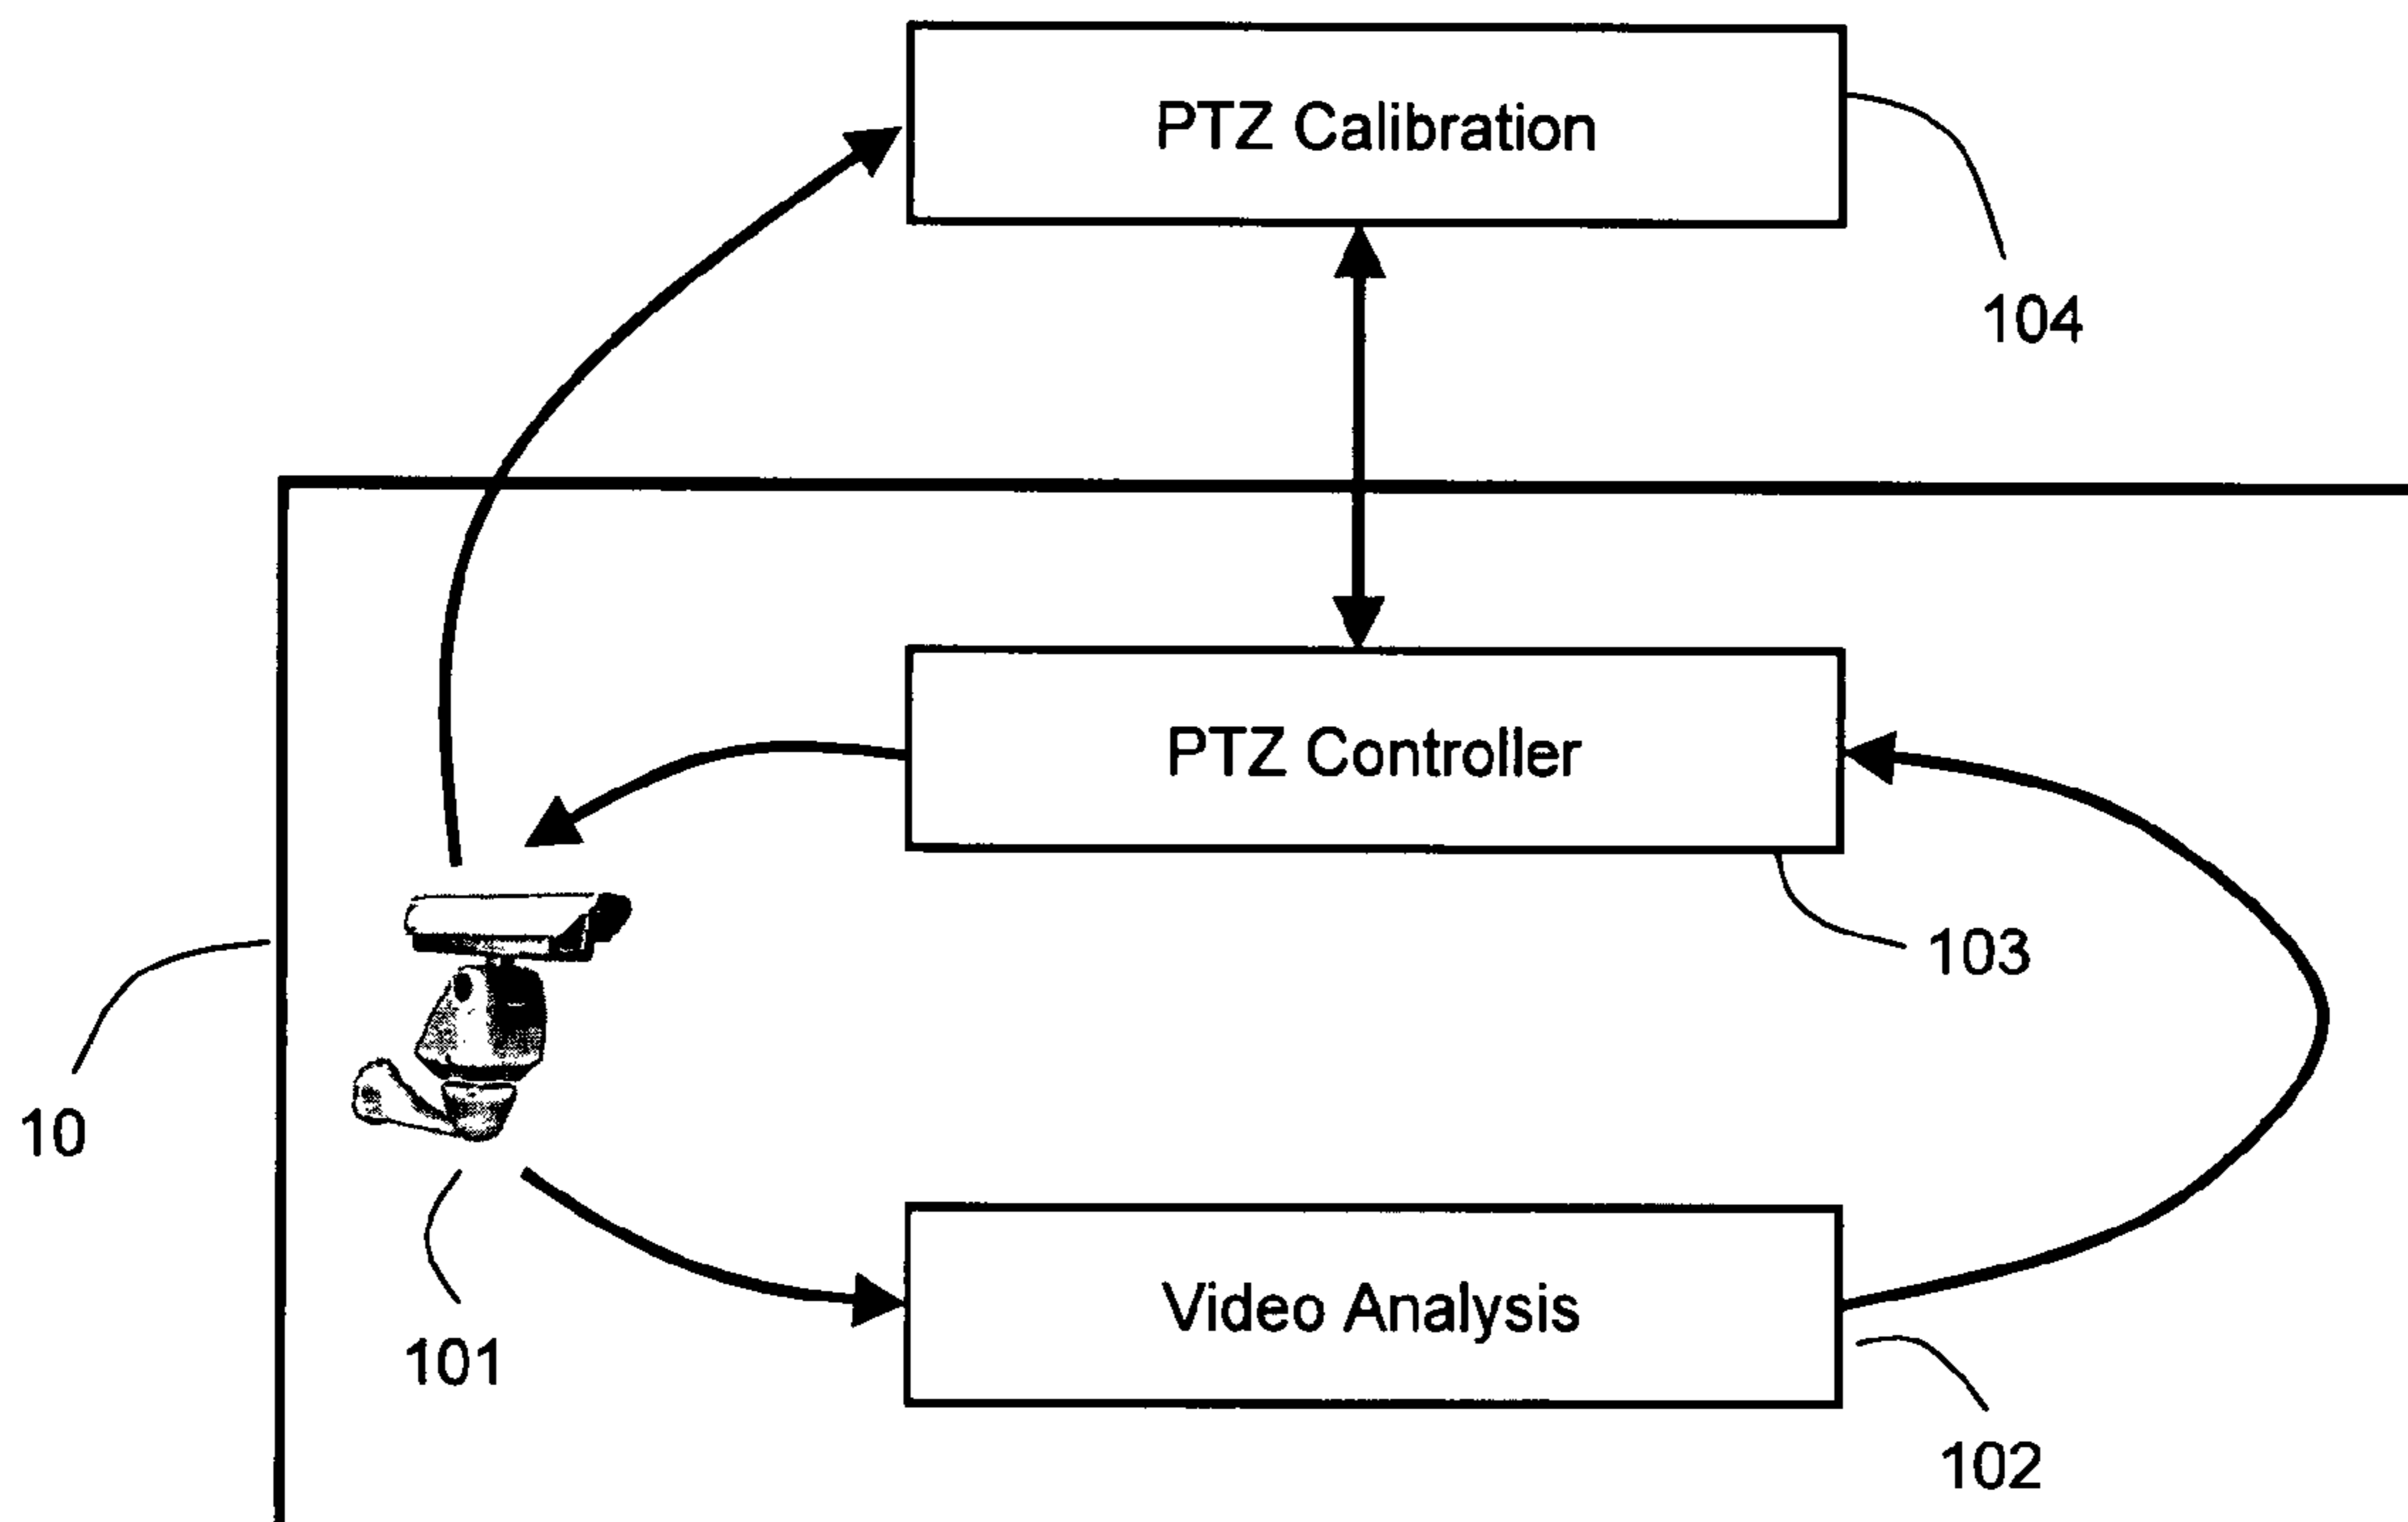 PTZ Calibration
104
PTZ Controller
103
10
101
Video Analysis
102